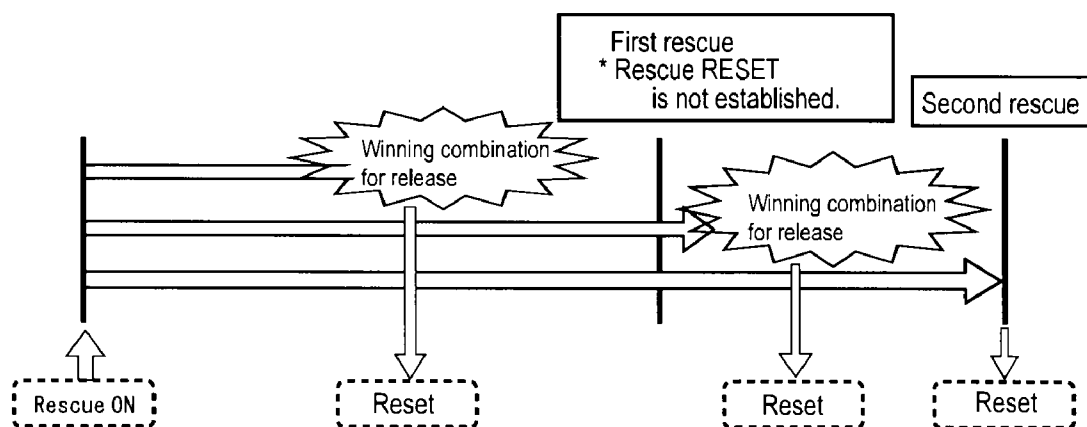 First rescue
* Rescue RESET
is not established.
Second rescue
Winning combination
for release
Winning combination
for release
Rescue ON
Reset
Reset
Reset